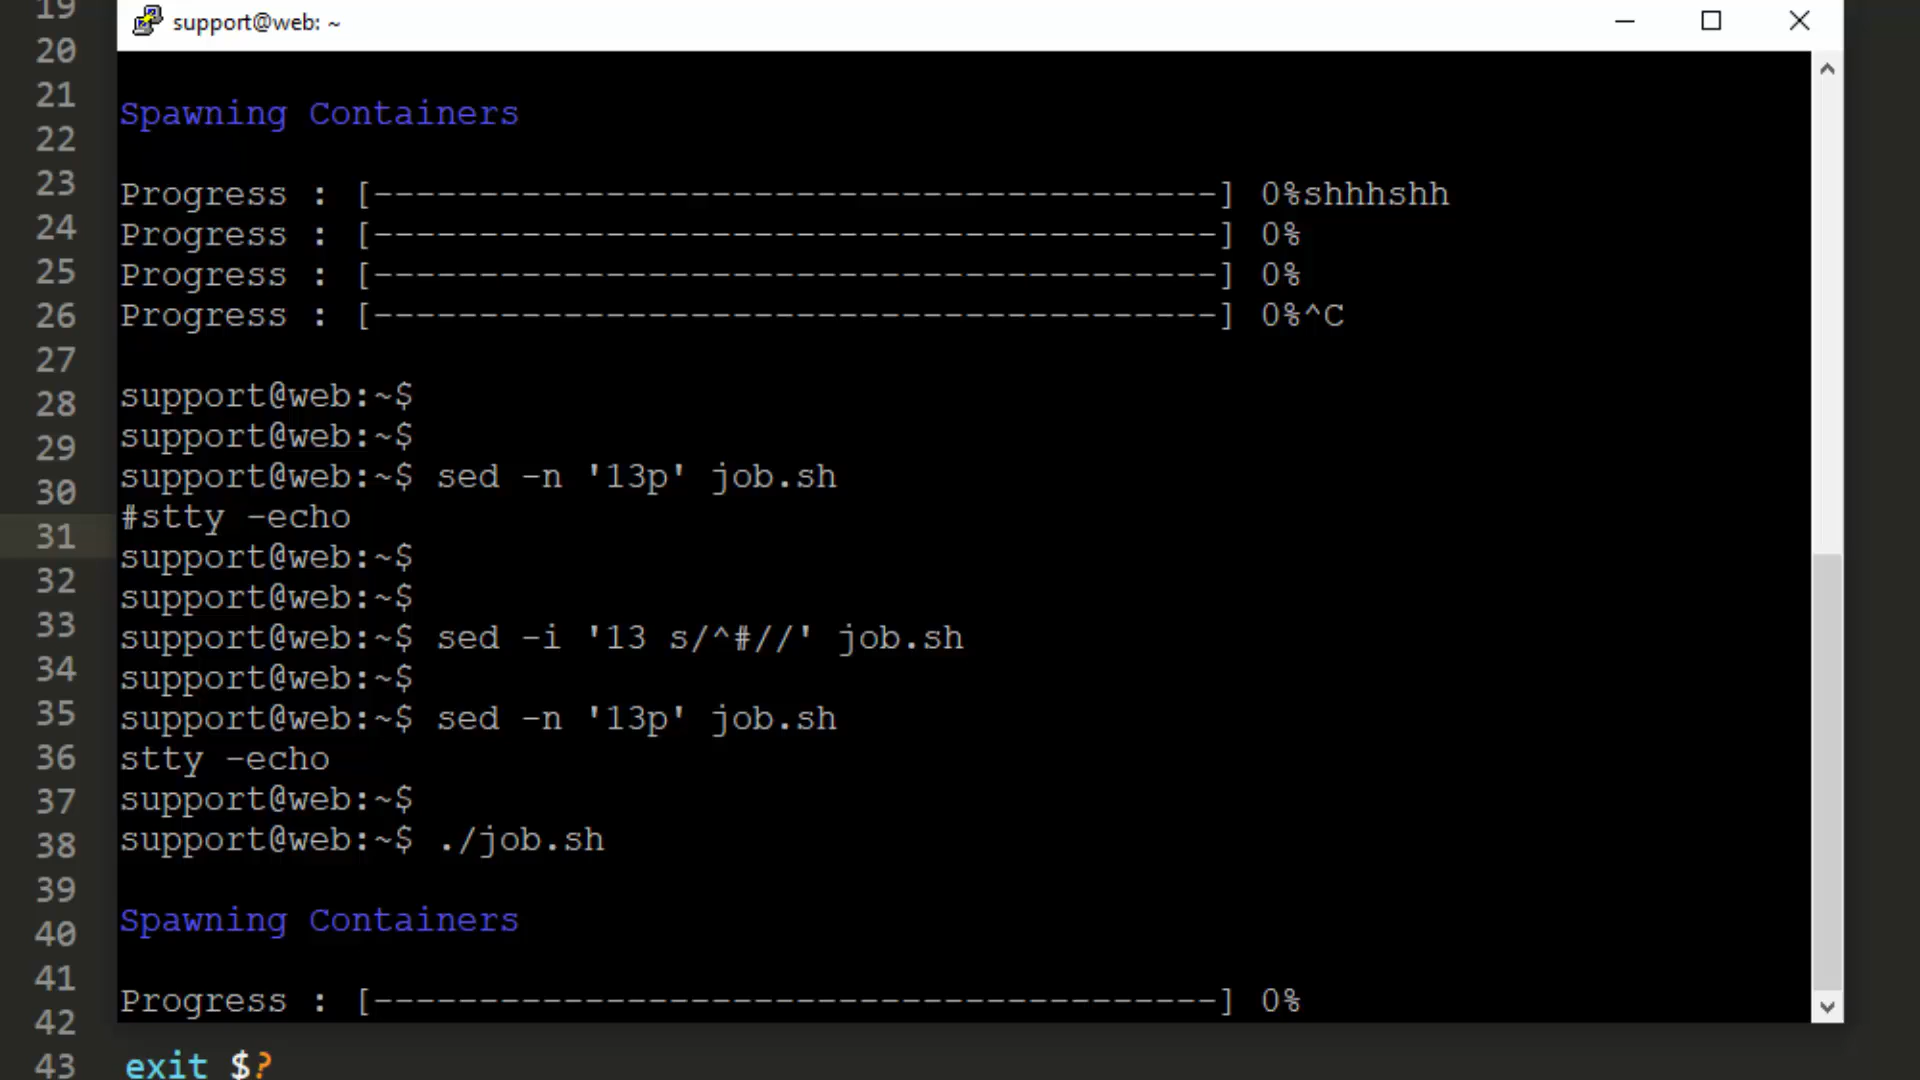 support@web: ~
19
20
21
22
23
24
25
26
27
28
29
30
31
32
33
34
35
36
37
38
39
40
41
42
43
Spawning Containers
Progress : [----------------------------------------] 0%shhhshh
Progress : [----------------------------------------] 0%
Progress : [----------------------------------------] 0%
Progress : [----------------------------------------] 0%^C
support@web:~$
support@web:~$
support@web:~$ sed -n '13p' job.sh
#stty -echo
support@web:~$
support@web:~$
support@web:~$ sed -i '13 s/^#//' job.sh
support@web:~$
support@web:~$ sed -n '13p' job.sh
stty -echo
support@web:~$
support@web:~$ ./job.sh
Spawning Containers
Progress : [----------------------------------------] 0%
exit $?